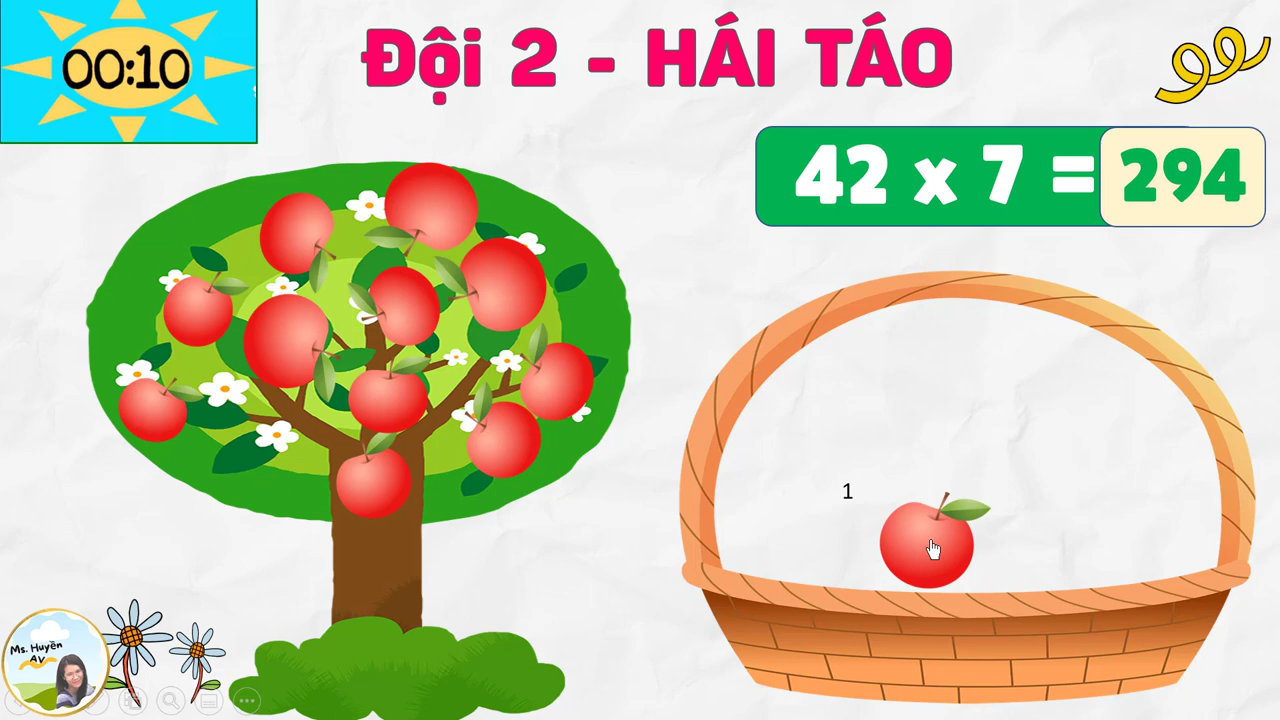 00:10
Đội 2 - HÁI TÁO
42 x 7 = 294
1
Ms. Huyền
AV